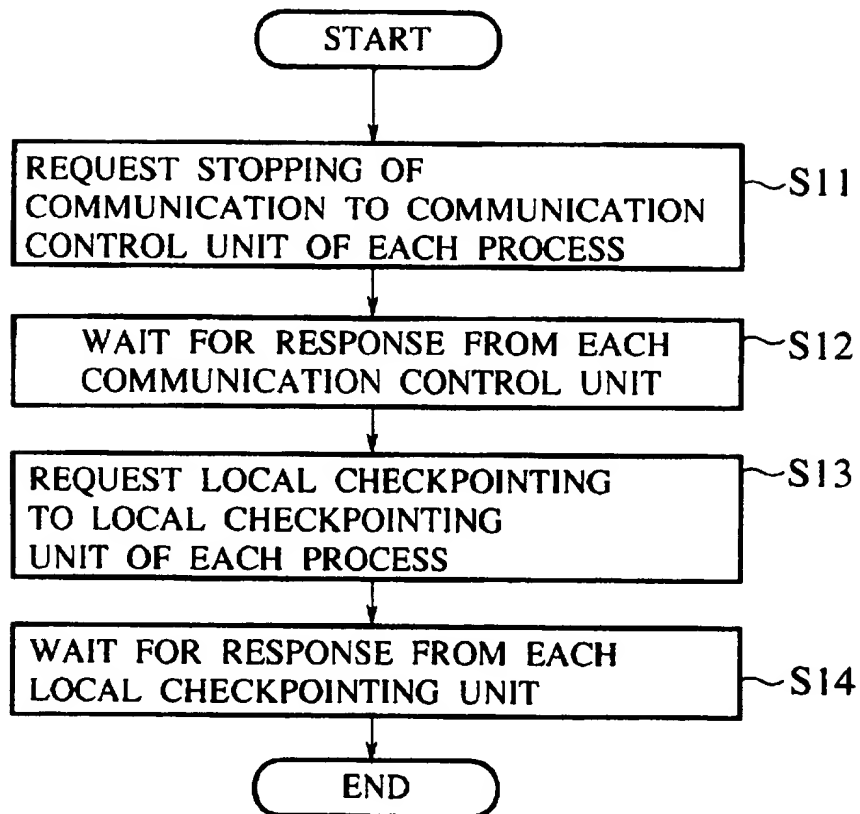 START
REQUEST STOPPING OF
COMMUNICATION TO COMMUNICATION
CONTROL UNIT OF EACH PROCESS
S11
WAIT FOR RESPONSE FROM EACH
COMMUNICATION CONTROL UNIT
S12
REQUEST LOCAL CHECKPOINTING
TO LOCAL CHECKPOINTING
UNIT OF EACH PROCESS
S13
WAIT FOR RESPONSE FROM EACH
LOCAL CHECKPOINTING UNIT
S14
END